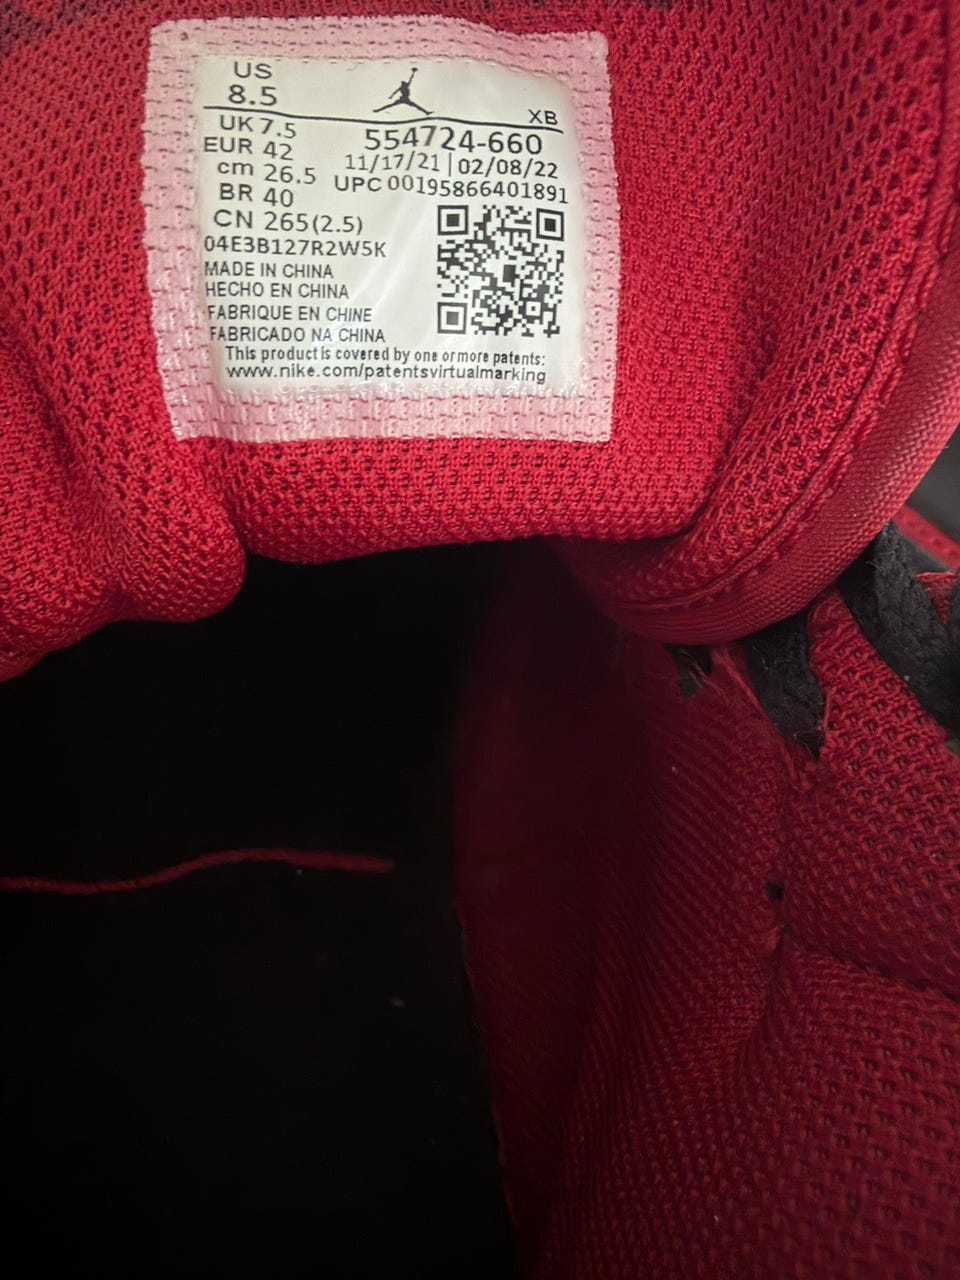 US
8.5
XB
UK 7.5
554724-660
EUR 42
11/17/21 | 02/08/22
cm 26.5
UPC 00195866401891
BR 40
CN 265(2.5)
04E3B127R2W5K
MADE IN CHINA
HECHO EN CHINA
FABRIQUE EN CHINE
FABRICADO NA CHINA
This product is covered by one or more patents:
www.nike.com/patentsvirtualmarking